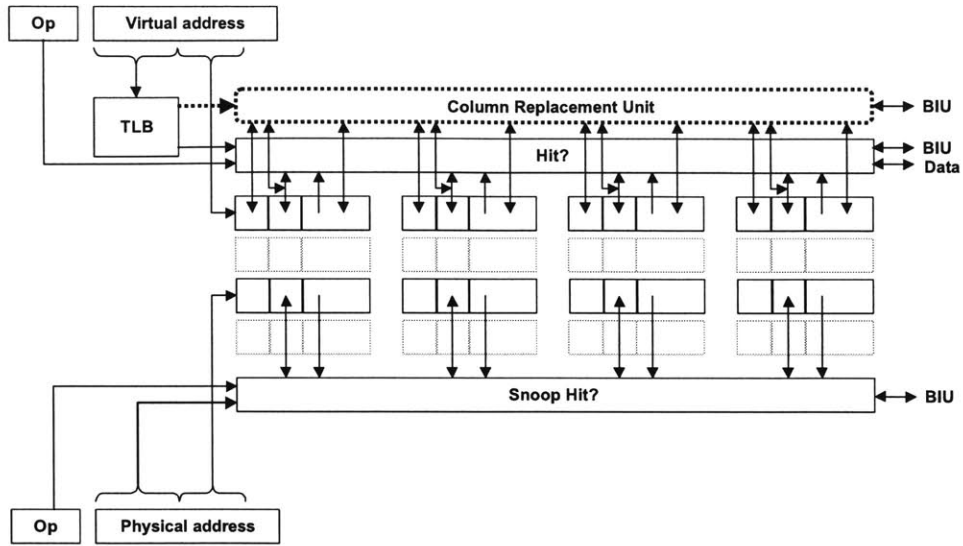 Op
Virtual address
Column Replacement Unit
BIU
TLB
Hit?
BIU
Data
Snoop Hit?
BIU
Op
Physical address